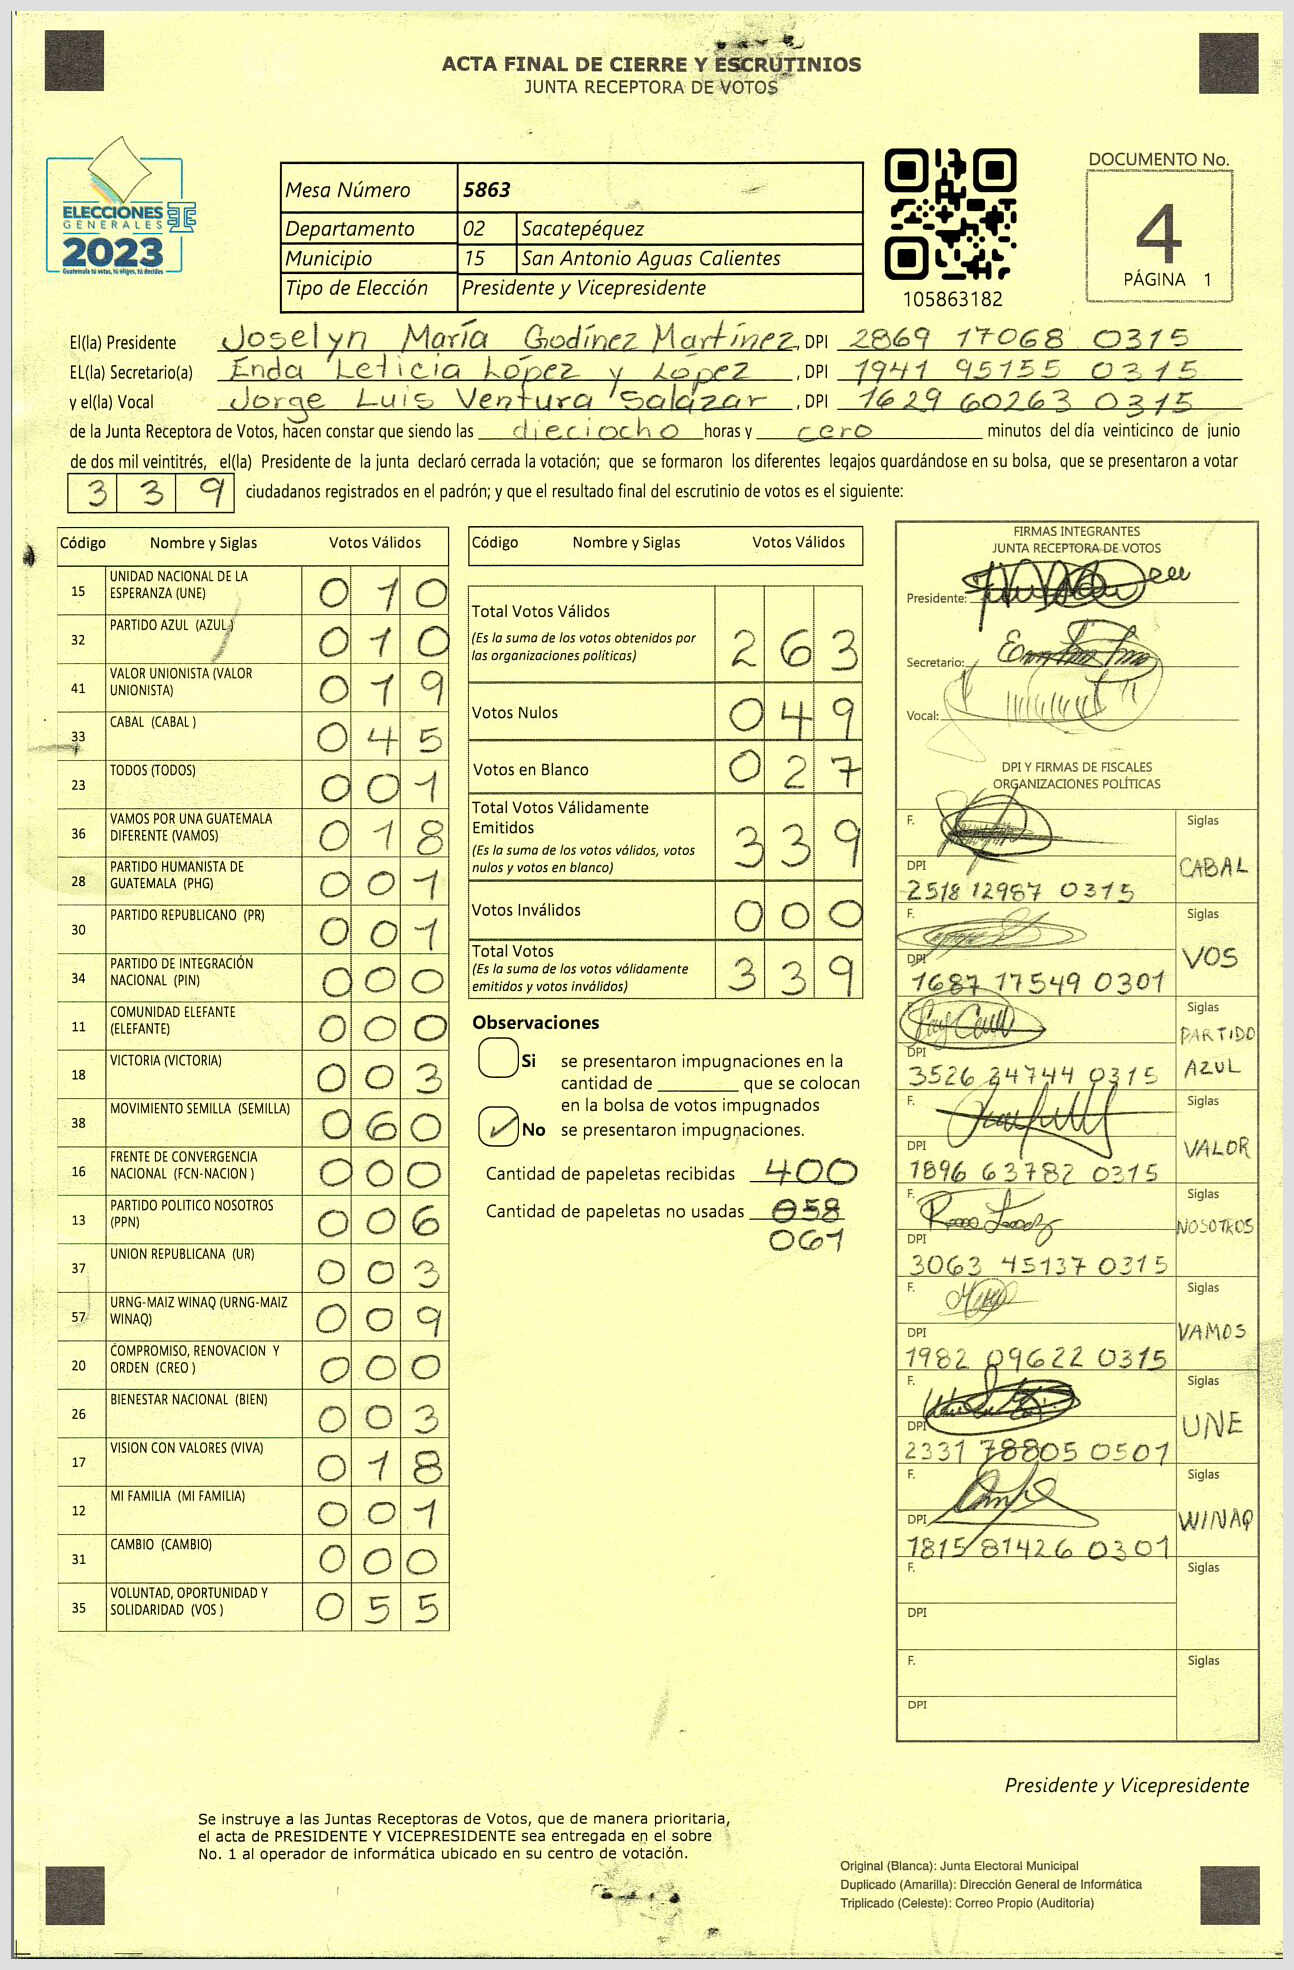 ACTA FINAL DE CIERRE Y ESCRUTINIOS
JUNTA RECEPTORA DE VOTOS
ELECCIONES
GENERALES
2023
Guatemala tú votas, tú eliges, tú decides
Mesa Número 5863
Departamento 02 Sacatepéquez
Municipio 15 San Antonio Aguas Calientes
Tipo de Elección Presidente y Vicepresidente
105863182
DOCUMENTO No.
4
PÁGINA 1
El(la) Presidente Joselyn María Godínez Martínez, DPI 2869 17068 0315
EL(la) Secretario(a) Enda Leticia López y López, DPI 1941 95155 0315
y el(la) Vocal Jorge Luis Ventura Salazar, DPI 1629 60263 0315
de la Junta Receptora de Votos, hacen constar que siendo las dieciocho horas y cero minutos del día veinticinco de junio
de dos mil veintitrés, el(la) Presidente de la junta declaró cerrada la votación; que se formaron los diferentes legajos guardándose en su bolsa, que se presentaron a votar
339 ciudadanos registrados en el padrón; y que el resultado final del escrutinio de votos es el siguiente:
Código Nombre y Siglas Votos Válidos
15 UNIDAD NACIONAL DE LA ESPERANZA (UNE) 010
32 PARTIDO AZUL (AZUL) 010
41 VALOR UNIONISTA (VALOR UNIONISTA) 019
33 CABAL (CABAL ) 045
23 TODOS (TODOS) 001
36 VAMOS POR UNA GUATEMALA DIFERENTE (VAMOS) 018
28 PARTIDO HUMANISTA DE GUATEMALA (PHG) 001
30 PARTIDO REPUBLICANO (PR) 001
34 PARTIDO DE INTEGRACIÓN NACIONAL (PIN) 000
11 COMUNIDAD ELEFANTE (ELEFANTE) 000
18 VICTORIA (VICTORIA) 003
38 MOVIMIENTO SEMILLA (SEMILLA) 060
16 FRENTE DE CONVERGENCIA NACIONAL (FCN-NACION ) 000
13 PARTIDO POLITICO NOSOTROS (PPN) 006
37 UNION REPUBLICANA (UR) 003
57 URNG-MAIZ WINAQ (URNG-MAIZ WINAQ) 009
20 COMPROMISO, RENOVACION Y ORDEN (CREO ) 000
26 BIENESTAR NACIONAL (BIEN) 003
17 VISION CON VALORES (VIVA) 018
12 MI FAMILIA (MI FAMILIA) 001
31 CAMBIO (CAMBIO) 000
35 VOLUNTAD, OPORTUNIDAD Y SOLIDARIDAD (VOS ) 055
Código Nombre y Siglas Votos Válidos
Total Votos Válidos 263
(Es la suma de los votos obtenidos por
las organizaciones políticas)
Votos Nulos 049
Votos en Blanco 027
Total Votos Válidamente
Emitidos 339
(Es la suma de los votos válidos, votos
nulos y votos en blanco)
Votos Inválidos 000
Total Votos 339
(Es la suma de los votos válidamente
emitidos y votos inválidos)
Observaciones
Si se presentaron impugnaciones en la
cantidad de ________ que se colocan
en la bolsa de votos impugnados
No se presentaron impugnaciones.
Cantidad de papeletas recibidas 400
Cantidad de papeletas no usadas 058
061
FIRMAS INTEGRANTES
JUNTA RECEPTORA DE VOTOS
Presidente:
Secretario:
Vocal:
DPI Y FIRMAS DE FISCALES
ORGANIZACIONES POLÍTICAS
F. Siglas
DPI CABAL
2518 12987 0315
F. Siglas
DPI VOS
1687 17549 0301
F. Siglas
DPI PARTIDO AZUL
3526 24744 0315
F. Siglas
DPI VALOR
1896 63782 0315
F. Siglas
DPI NOSOTROS
3063 45137 0315
F. Siglas
DPI VAMOS
1982 09622 0315
F. Siglas
DPI UNE
2331 78805 0501
F. Siglas
DPI WINAQ
1815 81426 0301
F. Siglas
DPI
F. Siglas
DPI
Presidente y Vicepresidente
Se instruye a las Juntas Receptoras de Votos, que de manera prioritaria,
el acta de PRESIDENTE Y VICEPRESIDENTE sea entregada en el sobre
No. 1 al operador de informática ubicado en su centro de votación.
Original (Blanca): Junta Electoral Municipal
Duplicado (Amarilla): Dirección General de Informática
Triplicado (Celeste): Correo Propio (Auditoría)